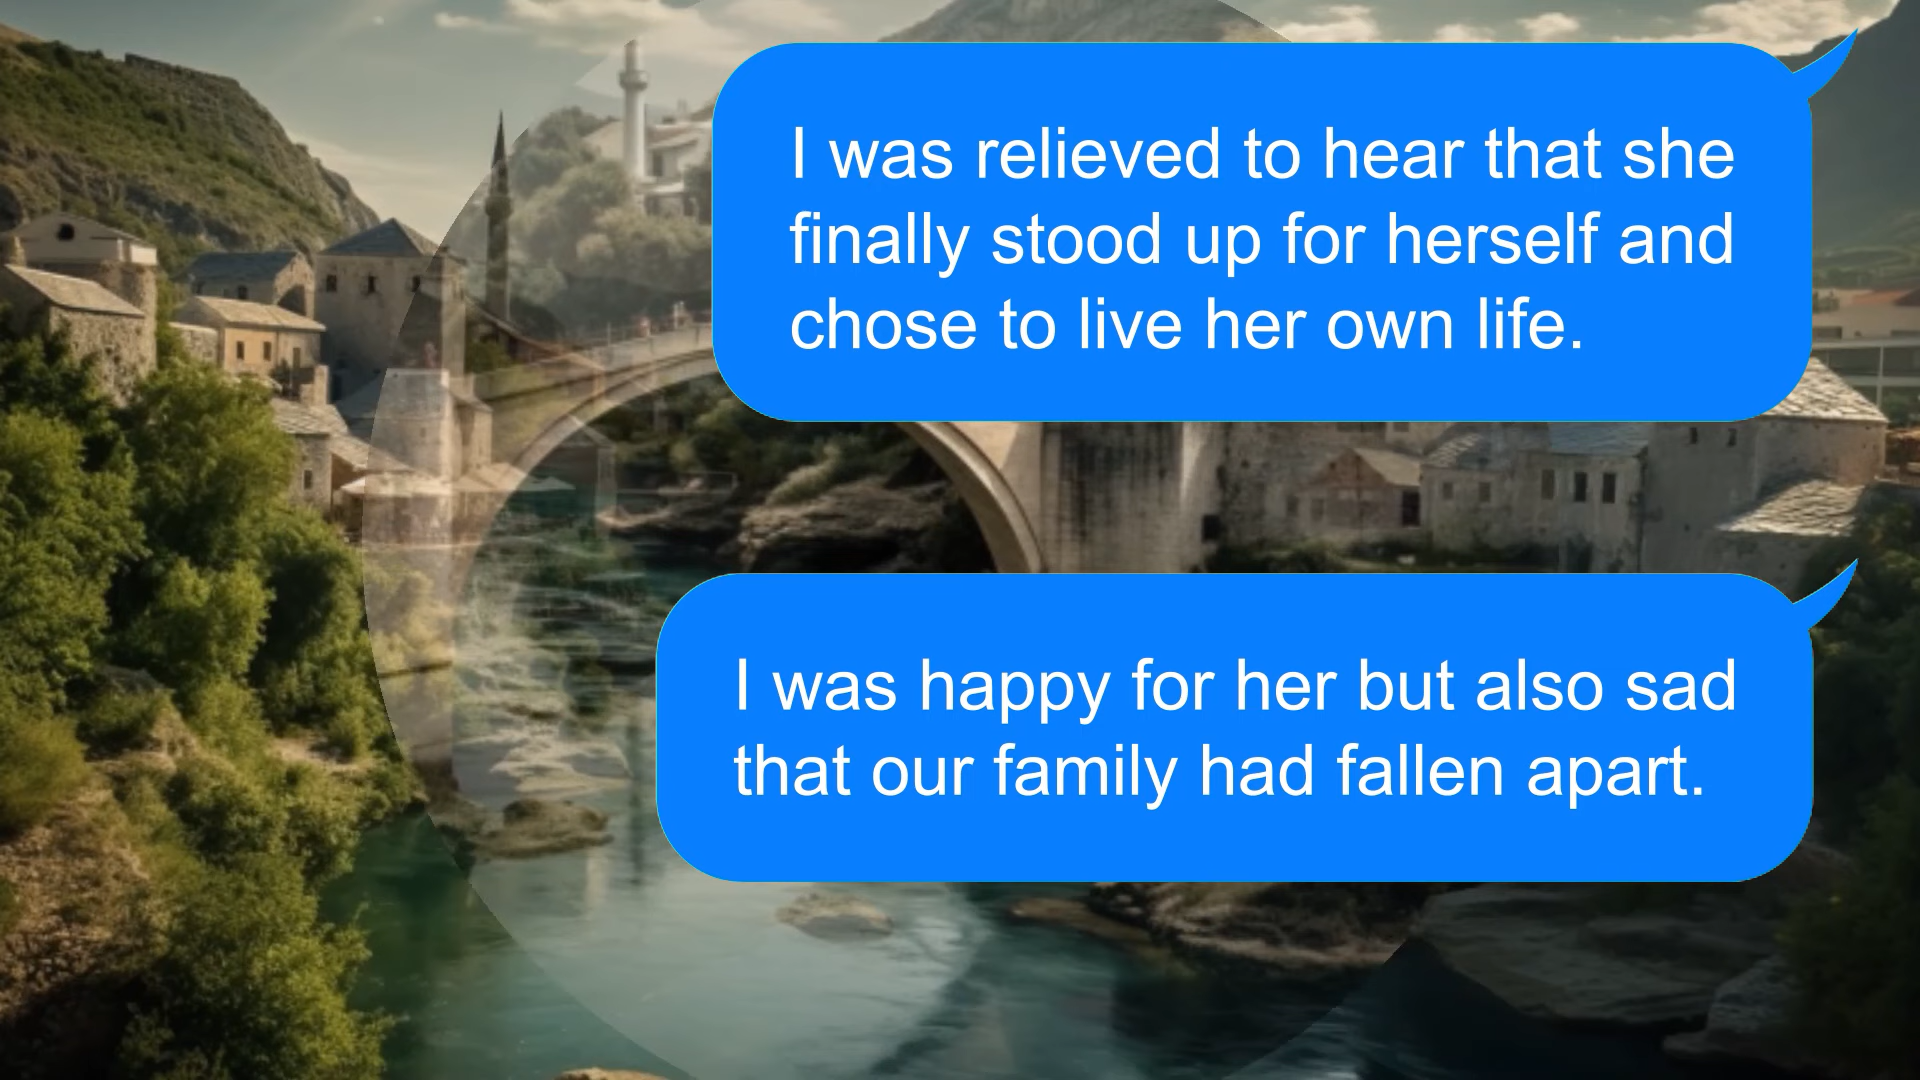 I was relieved to hear that she
finally stood up for herself and
chose to live her own life.
I was happy for her but also sad
that our family had fallen apart.